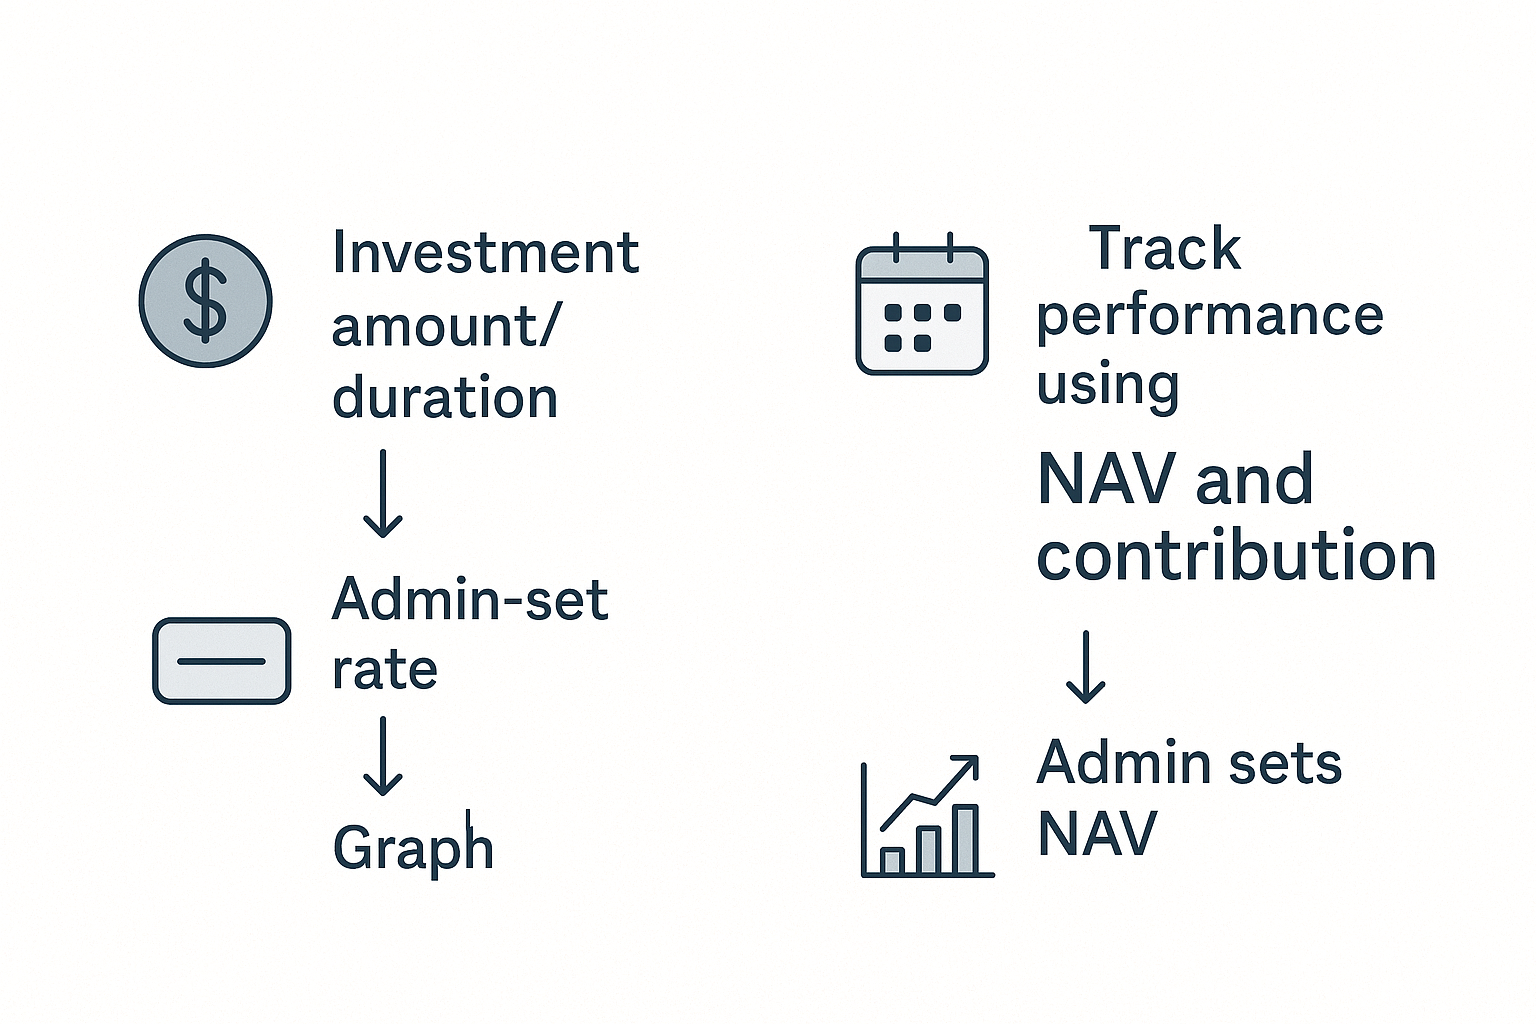 Investment
amount/
duration
Admin-set
rate
Graph
Track
performance
using
NAV and
contribution
Admin sets
NAV